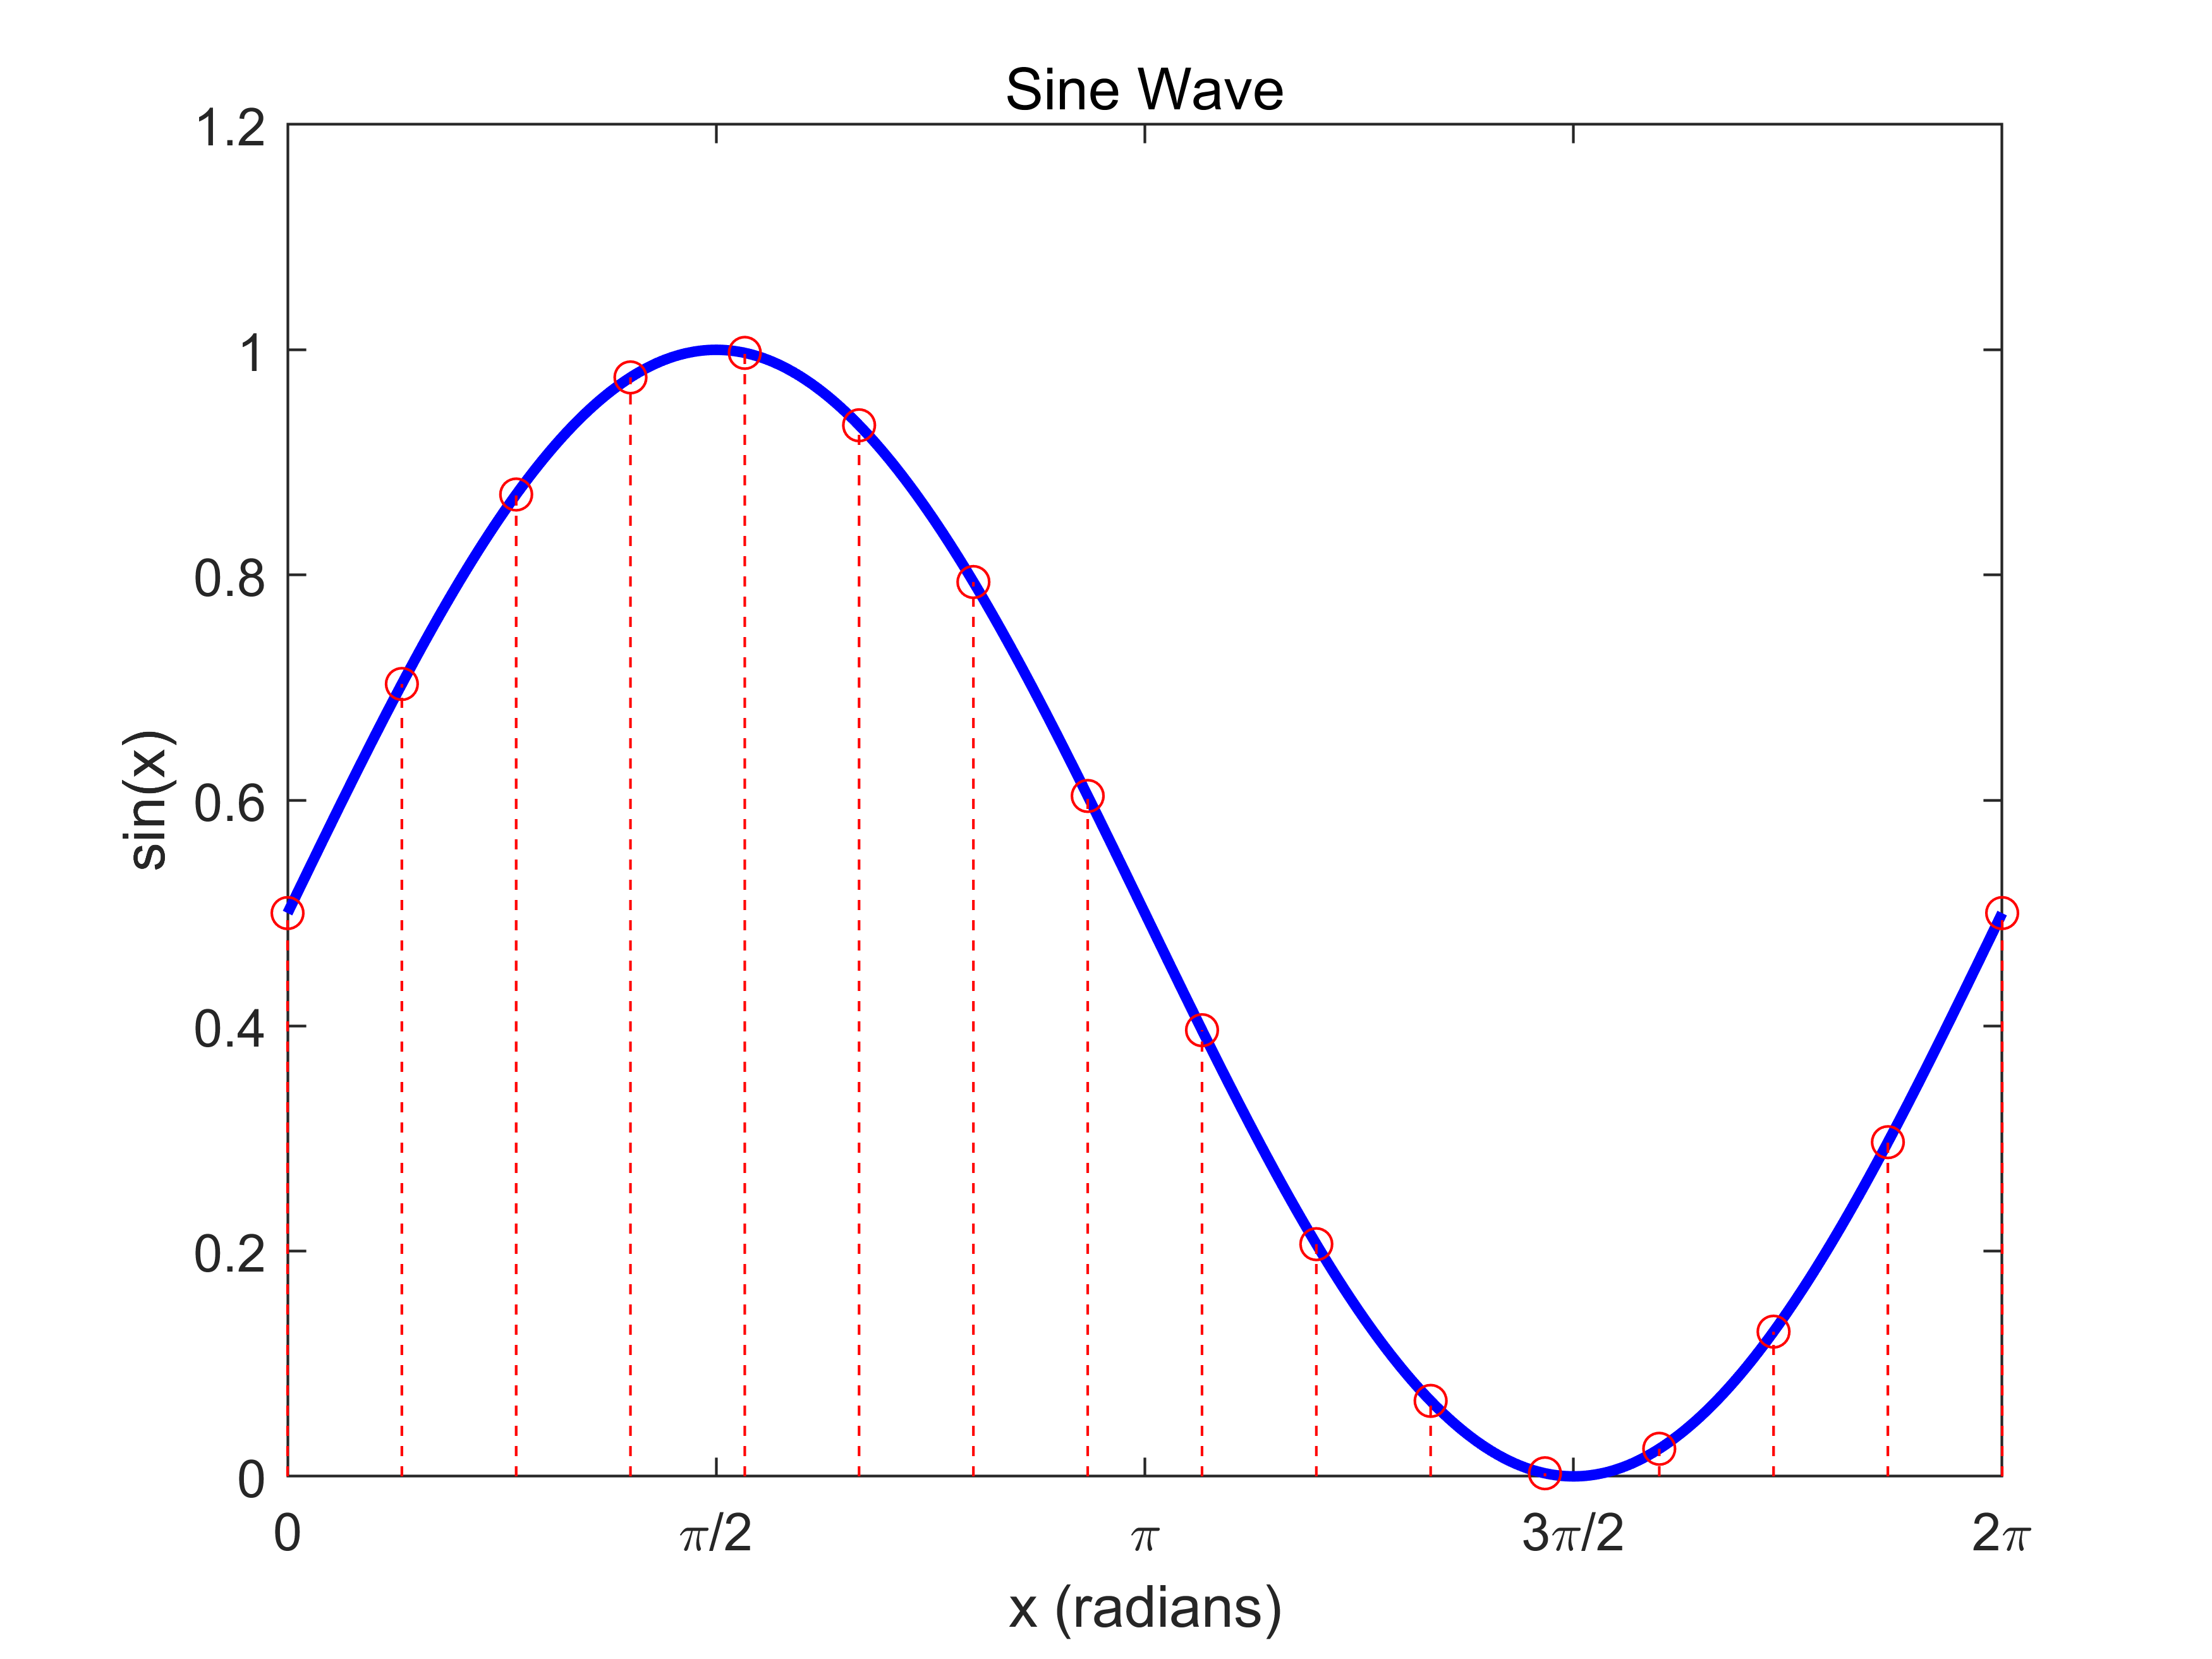 Sine Wave
1.2
1
0.8
0.6
0.4
0.2
0
sin(x)
0 π/2 π 3π/2 2π
x (radians)